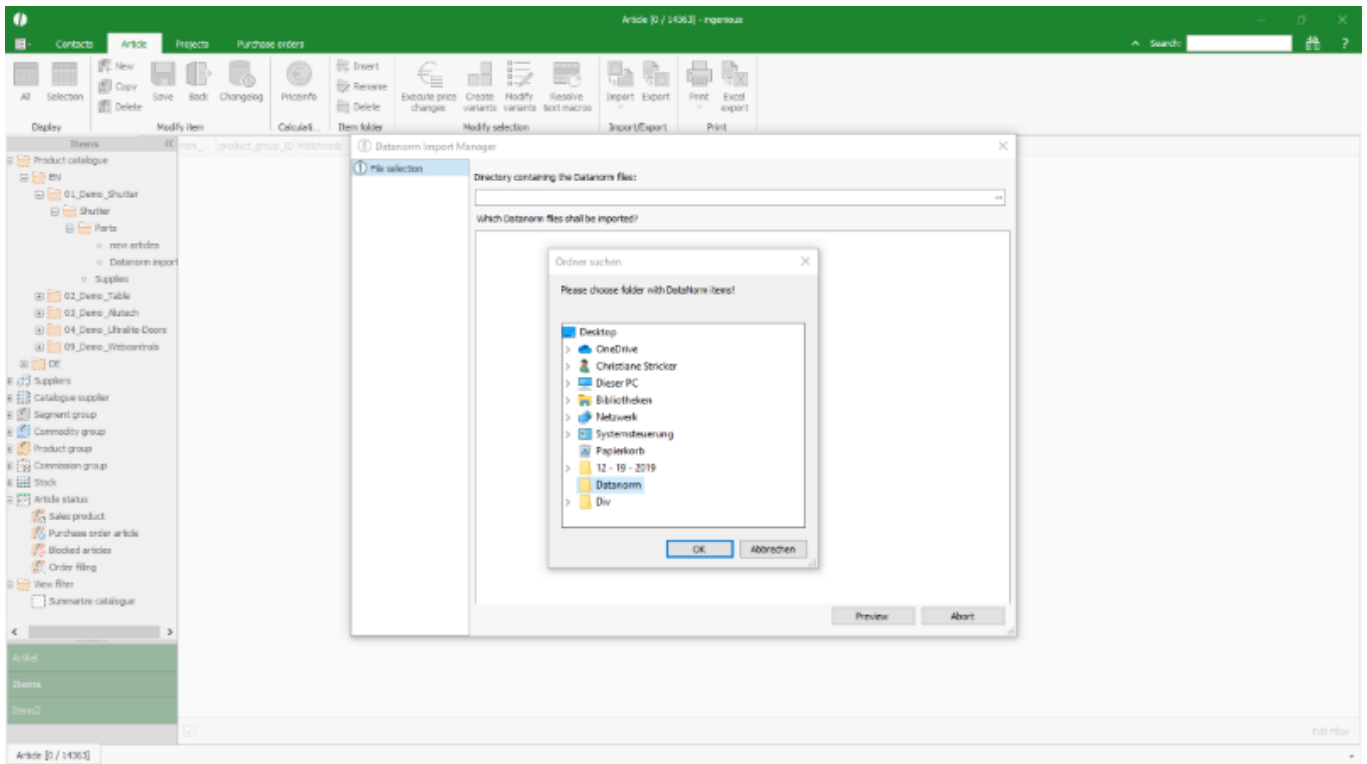 Article [0 / 14363] - ingenious
Contacts Article Projects Purchase orders Search: ?
All Selection New Copy Delete Save Back Changelog Priceinfo Insert Rename Delete Execute price changes Create variants Modify variants Resolve text macros Import Export Print Excel export
Display Modify item Calculati... Item folder Modify selection Import/Export Print
Items
product_group_ID Matchcode
Product catalogue
EN
01_Demo_Shutter
Shutter
Parts
new articles
Datanorm import
Supplies
02_Demo_Table
03_Demo_Alutech
04_Demo_Ultralite-Doors
09_Demo_Webcontrols
DE
Suppliers
Catalogue supplier
Segment group
Commodity group
Product group
Commission group
Stock
Article status
Sales product
Purchase order article
Blocked articles
Order filing
View filter
Summarize catalogue
Artikel
Items
Items2
Datanorm Import Manager
File selection
Directory containing the Datanorm files:
...
Which Datanorm files shall be imported?
Ordner suchen
Please choose folder with DataNorm items!
Desktop
OneDrive
Christiane Stricker
Dieser PC
Bibliotheken
Netzwerk
Systemsteuerung
Papierkorb
12 - 19 - 2019
Datanorm
Div
OK Abbrechen
Preview Abort
Edit Filter
Article [0 / 14363]